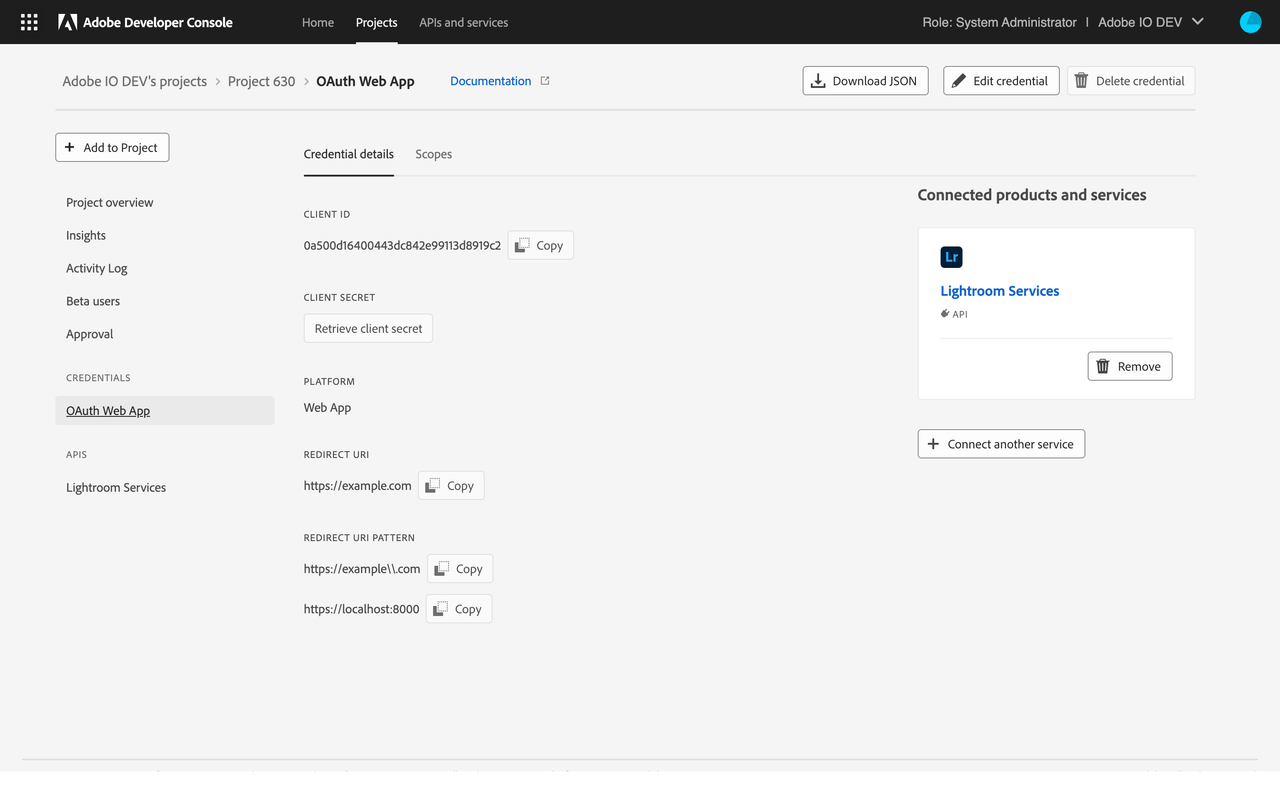 Adobe Developer Console
Home
Projects
APIs and services
Role: System Administrator | Adobe IO DEV
Adobe IO DEV's projects > Project 630 > OAuth Web App
Documentation
Download JSON
Edit credential
Delete credential
+ Add to Project
Project overview
Insights
Activity Log
Beta users
Approval
CREDENTIALS
OAuth Web App
APIS
Lightroom Services
Credential details
Scopes
CLIENT ID
0a500d16400443dc842e99113d8919c2
Copy
CLIENT SECRET
Retrieve client secret
PLATFORM
Web App
REDIRECT URI
https://example.com
Copy
REDIRECT URI PATTERN
https://example\\.com
Copy
https://localhost:8000
Copy
Connected products and services
Lr
Lightroom Services
API
Remove
+ Connect another service